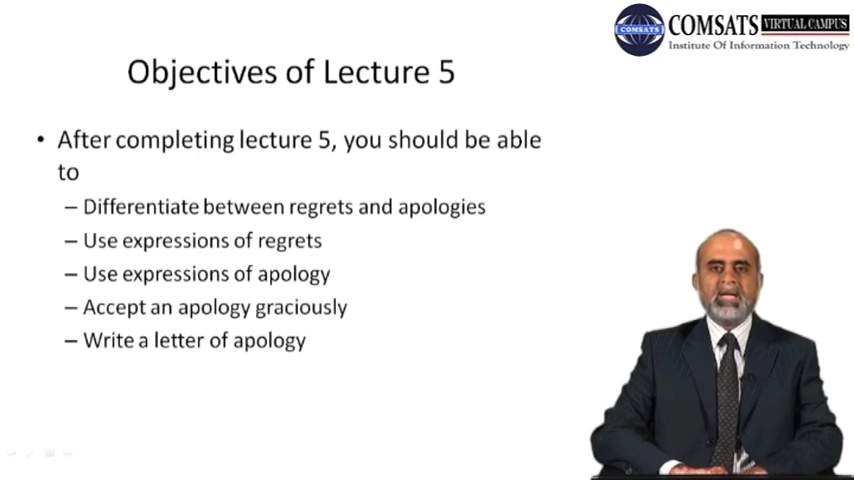 COMSATS VIRTUAL CAMPUS
COMSATS
Institute Of Information Technology
Objectives of Lecture 5
• After completing lecture 5, you should be able
to
– Differentiate between regrets and apologies
– Use expressions of regrets
– Use expressions of apology
– Accept an apology graciously
– Write a letter of apology